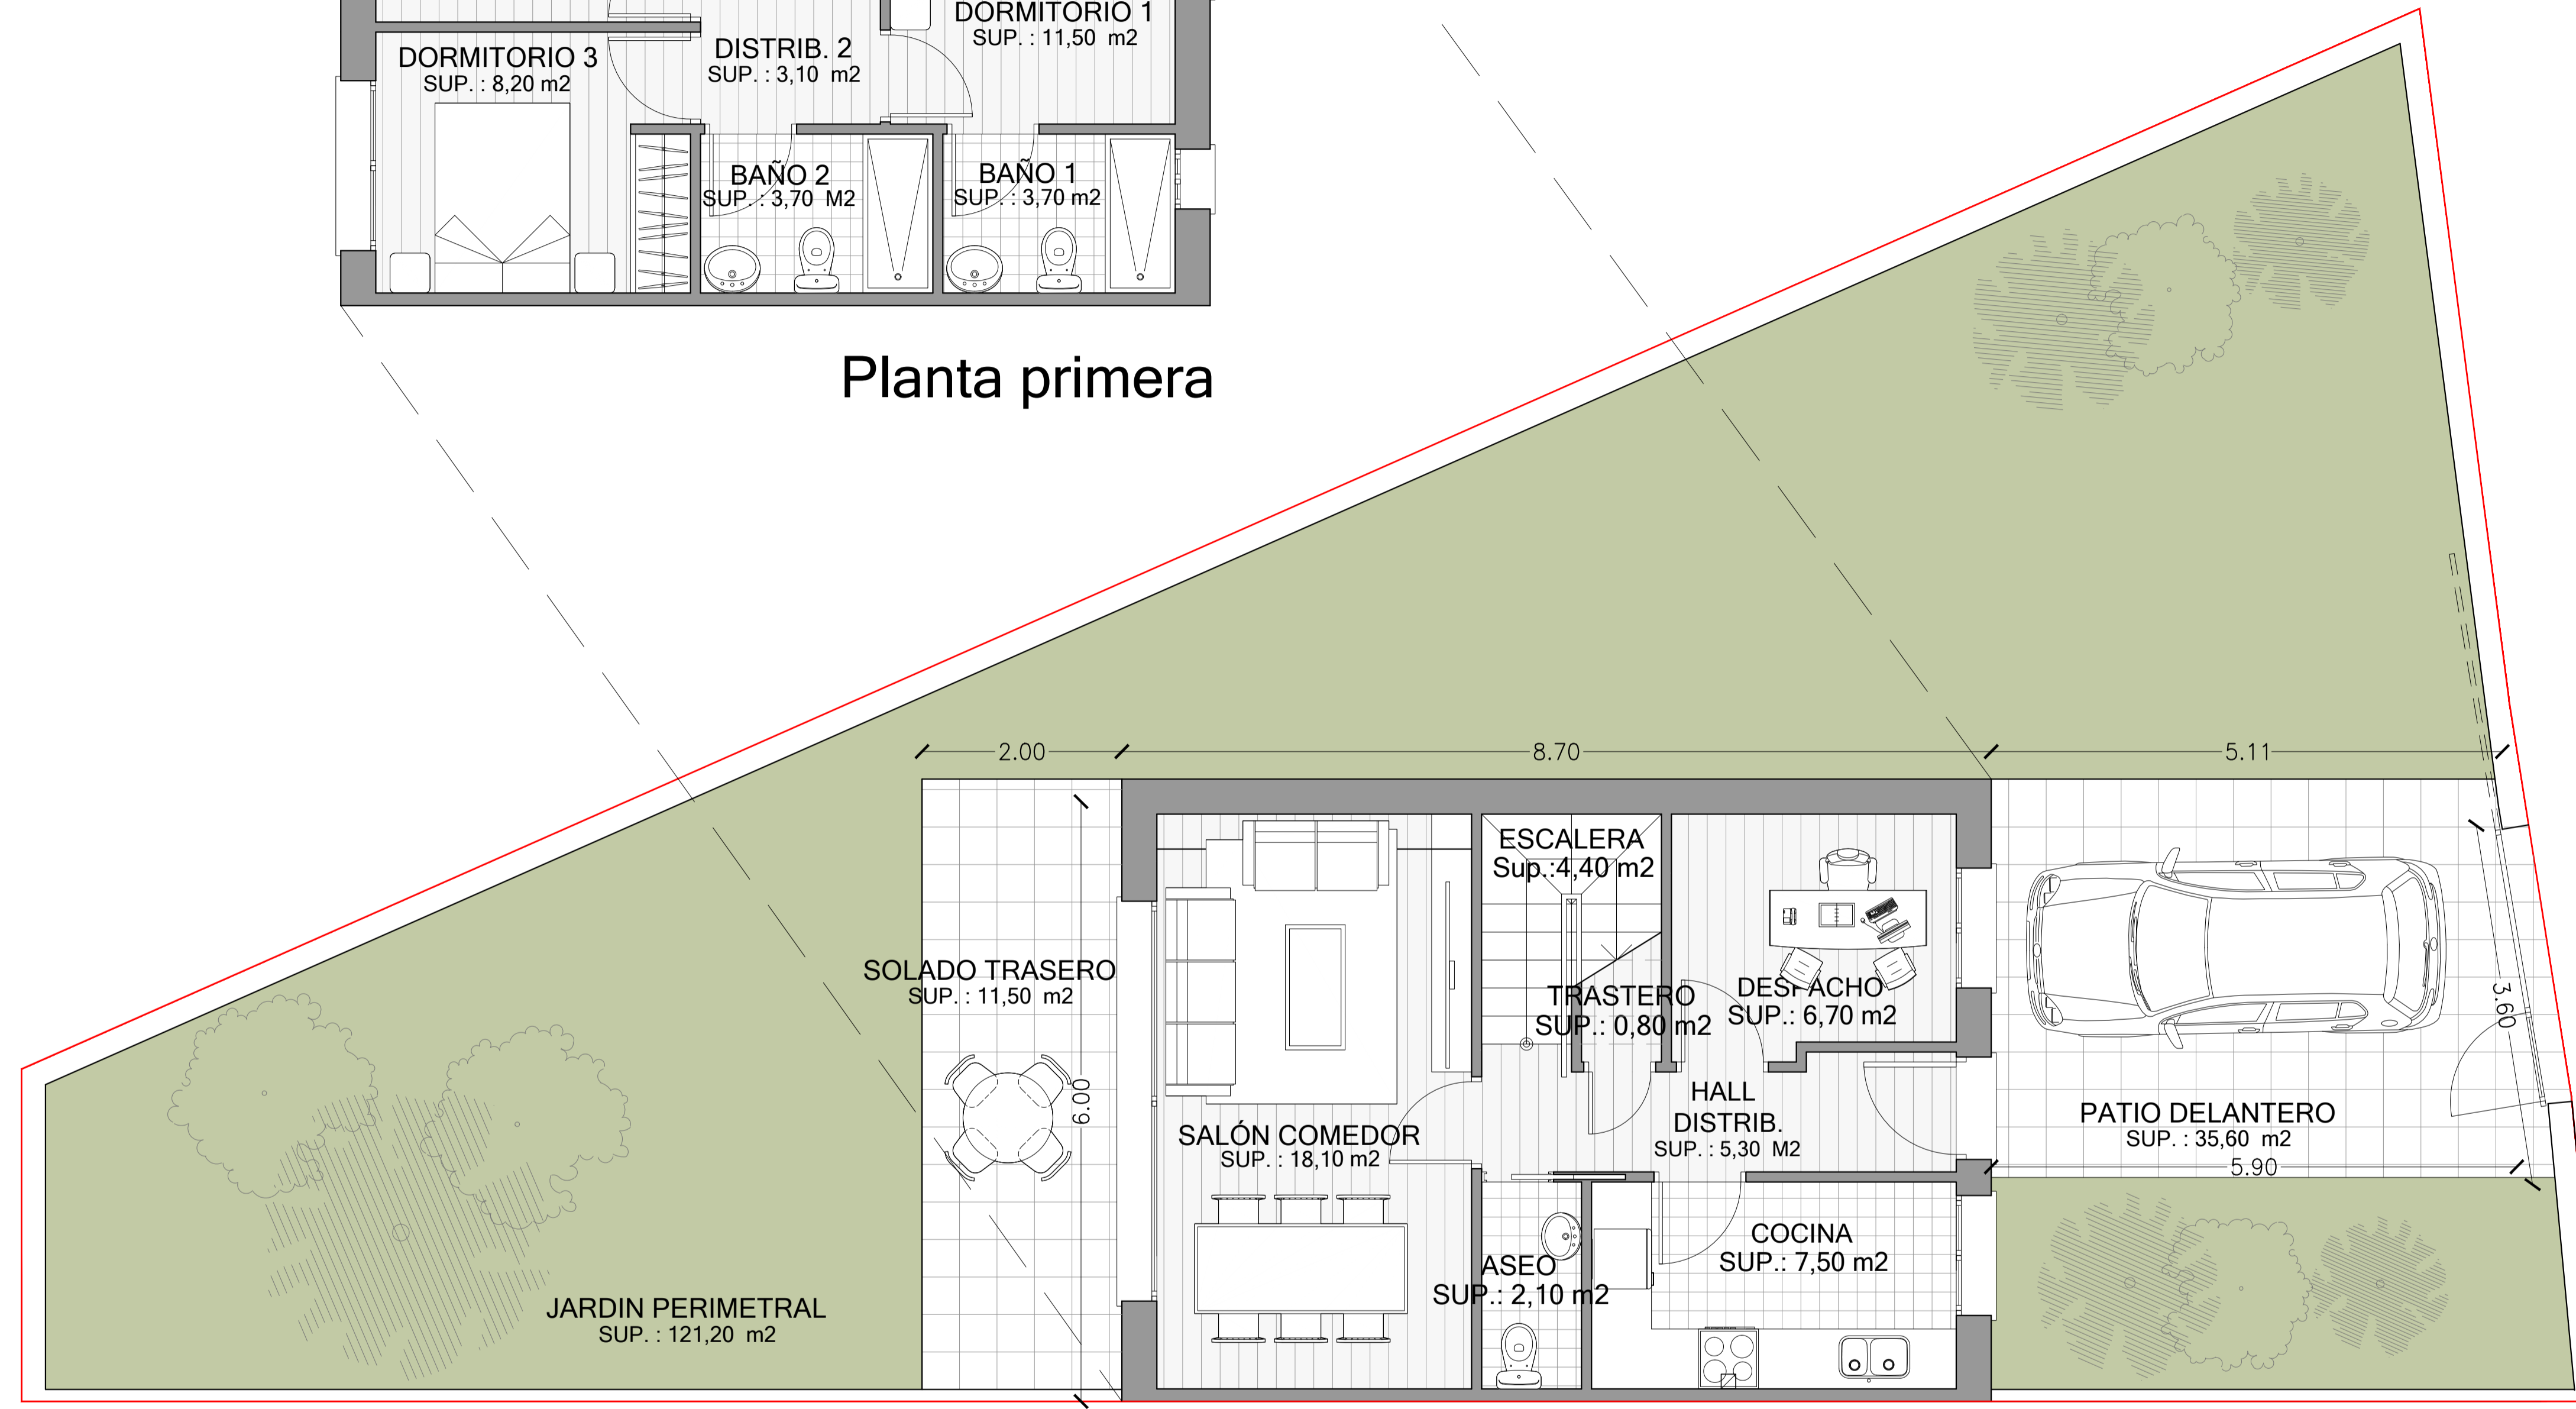 DORMITORIO 1
SUP. : 11,50 m2
DORMITORIO 3
SUP. : 8,20 m2
DISTRIB. 2
SUP. : 3,10 m2
BAÑO 2
SUP. : 3,70 M2
BAÑO 1
SUP. : 3,70 m2
Planta primera
2.00
8.70
5.11
ESCALERA
Sup.:4,40 m2
SOLADO TRASERO
SUP. : 11,50 m2
TRASTERO
SUP.: 0,80 m2
DESPACHO
SUP.: 6,70 m2
3.60
6.00
HALL
DISTRIB.
SUP. : 5,30 M2
SALÓN COMEDOR
SUP. : 18,10 m2
PATIO DELANTERO
SUP. : 35,60 m2
5.90
COCINA
SUP.: 7,50 m2
ASEO
SUP.: 2,10 m2
JARDIN PERIMETRAL
SUP. : 121,20 m2